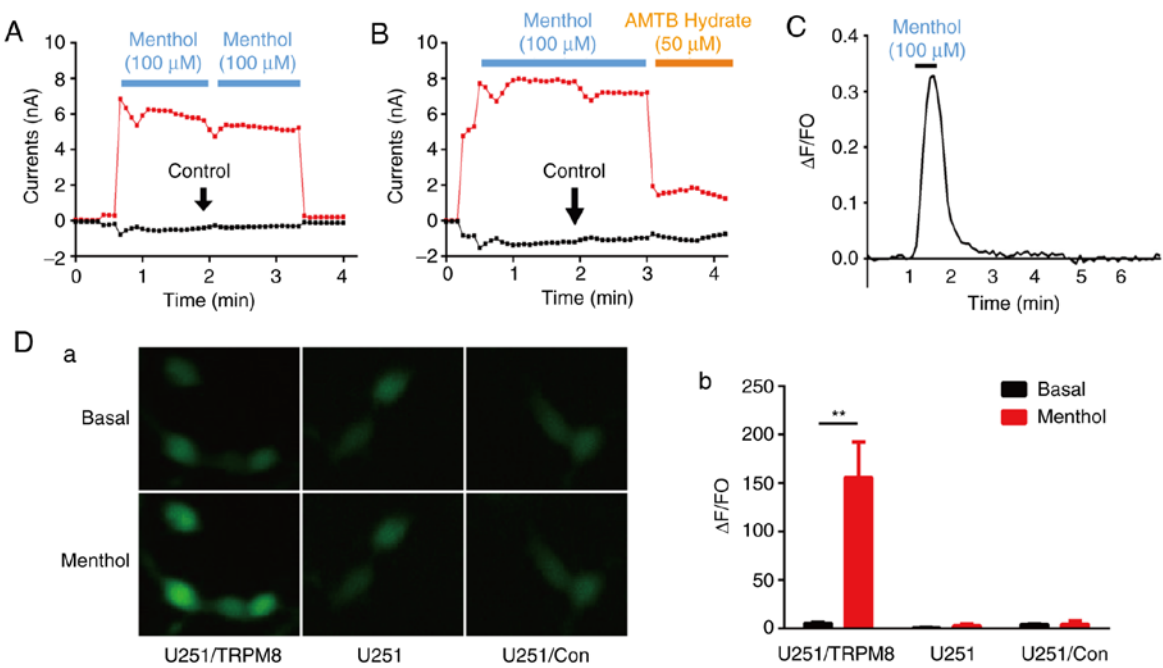 A
Menthol
(100 μM)
Menthol
(100 μM)
Control
Currents (nA)
10
8
6
4
2
0
−2
0
1
2
3
4
Time (min)
B
Menthol
(100 μM)
AMTB Hydrate
(50 μM)
Control
Currents (nA)
10
8
6
4
2
0
−2
0
1
2
3
4
Time (min)
C
Menthol
(100 μM)
ΔF/FO
0.4
0.3
0.2
0.1
0.0
1
2
3
4
5
6
Time (min)
D
a
Basal
Menthol
U251/TRPM8
U251
U251/Con
b
Basal
Menthol
**
ΔF/FO
250
200
150
100
50
0
U251/TRPM8
U251
U251/Con